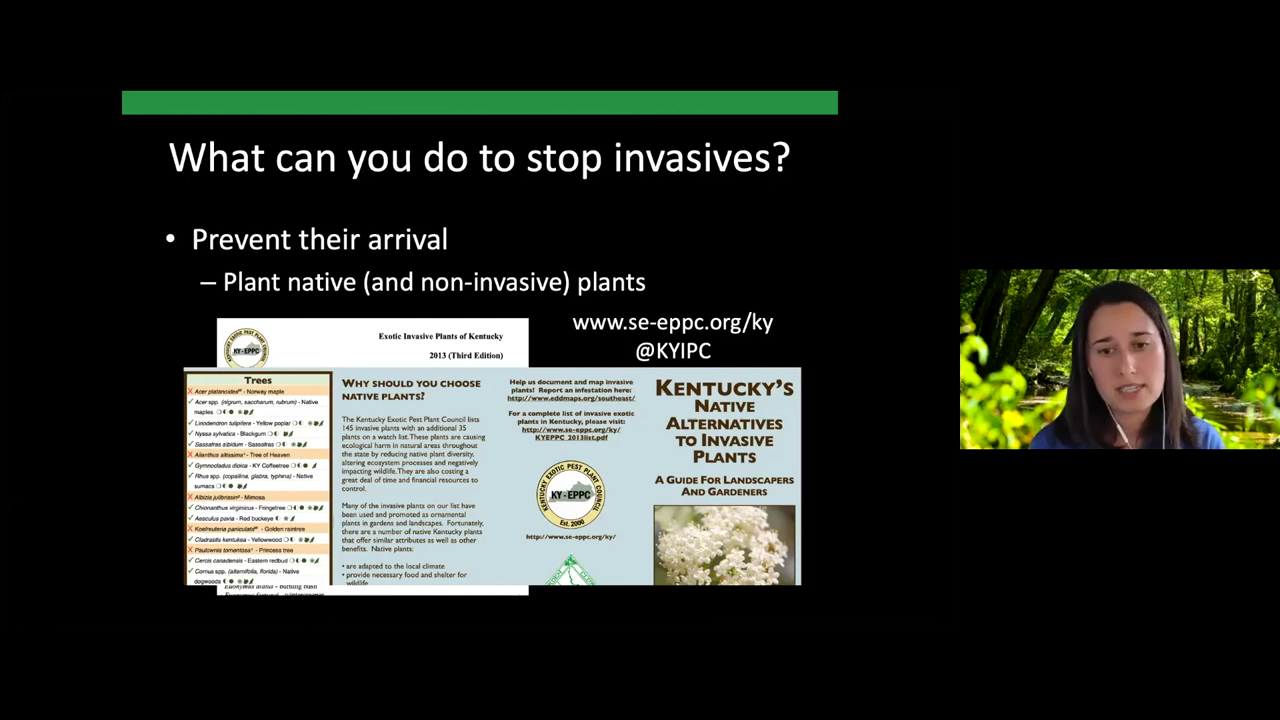 What can you do to stop invasives?
• Prevent their arrival
– Plant native (and non-invasive) plants
www.se-eppc.org/ky
@KYIPC
Exotic Invasive Plants of Kentucky
2013 (Third Edition)
KY-EPPC
Trees
✗ Acer platanoides - Norway maple
✓ Acer spp. (nigrum, saccharum, rubrum) - Native
maples
✓ Liriodendron tulipifera - Yellow poplar
✓ Nyssa sylvatica - Blackgum
✓ Sassafras albidum - Sassafras
✗ Ailanthus altissima - Tree of Heaven
✓ Gymnocladus dioica - KY Coffeetree
✓ Rhus spp. (copallina, glabra, typhina) - Native
sumacs
✗ Albizia julibrissin - Mimosa
✓ Chionanthus virginicus - Fringetree
✓ Aesculus pavia - Red buckeye
✗ Koelreuteria paniculata - Golden raintree
✓ Cladrastis kentukea - Yellowwood
✗ Paulownia tomentosa - Princess tree
✓ Cercis canadensis - Eastern redbud
✓ Cornus spp. (alternifolia, florida) - Native
dogwoods
WHY SHOULD YOU CHOOSE
NATIVE PLANTS?
The Kentucky Exotic Pest Plant Council lists
145 invasive plants with an additional 35
plants on a watch list. These plants are causing
ecological harm in natural areas throughout
the state by reducing native plant diversity,
altering ecosystem processes and negatively
impacting wildlife. They are also costing a
great deal of time and financial resources to
control.
Many of the invasive plants on our list have
been used and promoted as ornamental
plants in gardens and landscapes. Fortunately,
there are a number of native Kentucky plants
that offer similar attributes as well as other
benefits. Native plants:
• are adapted to the local climate
• provide necessary food and shelter for
wildlife
Help us document and map invasive
plants! Report an infestation here:
http://www.eddmaps.org/southeast/
For a complete list of invasive exotic
plants in Kentucky, please visit:
http://www.se-eppc.org/ky/
KYEPPC_2013list.pdf
KENTUCKY EXOTIC PEST PLANT COUNCIL
KY-EPPC
Est. 2000
http://www.se-eppc.org/ky/
KENTUCKY'S
NATIVE
ALTERNATIVES
TO INVASIVE
PLANTS
A GUIDE FOR LANDSCAPERS
AND GARDENERS
- burning bush